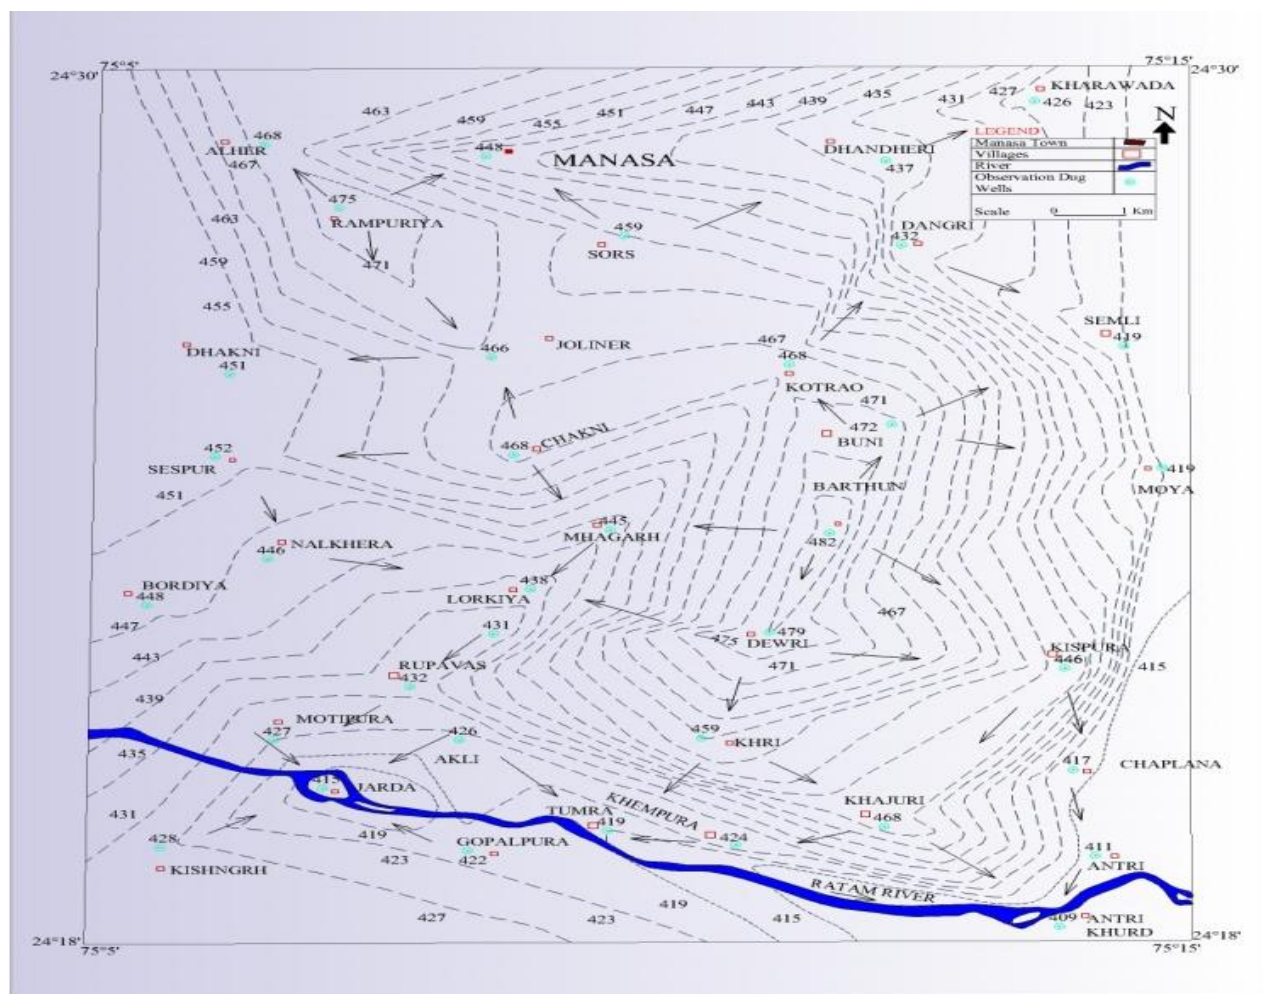 75°5'
75°15'
24°30'
24°30'
427
KHARAWADA
435
426
423
463
451
447
443
439
431
459
455
N
LEGEND
Manasa Town
Villages
River
Observation Dug
Wells
Scale 0 1 Km
468
ALHER
467
448
MANASA
DHANDHERI
437
475
RAMPURIYA
463
459
SORS
DANGRI
432
459
471
455
SEMLI
419
DHAKNI
451
466
JOLINER
467
468
KOTRAO
471
472
BUNI
452
SESPUR
468
CHAKNI
451
BARTHUN
419
MOYA
445
MHAGARH
482
446
NALKHERA
BORDIYA
448
438
LORKIYA
447
431
467
475
479
DEWRI
443
471
KISPURA
446
415
RUPAVAS
432
439
MOTIPURA
427
426
AKLI
459
KHRI
435
417
CHAPLANA
415
JARDA
431
KHAJURI
468
TUMRA
419
KHEMPURA
424
428
KISHNGRH
419
423
GOPALPURA
422
411
ANTRI
RATAM RIVER
419
427
423
415
409
ANTRI
KHURD
24°18'
24°18'
75°5'
75°15'